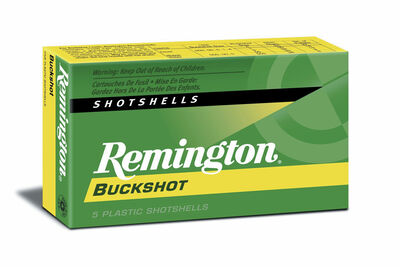 Warning: Keep Out of Reach of Children.
Cartouches de Fusil · Mise En Garde:
Gardez Hors de La Portée Des Enfants.
SHOTSHELLS
Remington®
BUCKSHOT
5 PLASTIC SHOTSHELLS
Remington
BUCKSHOT